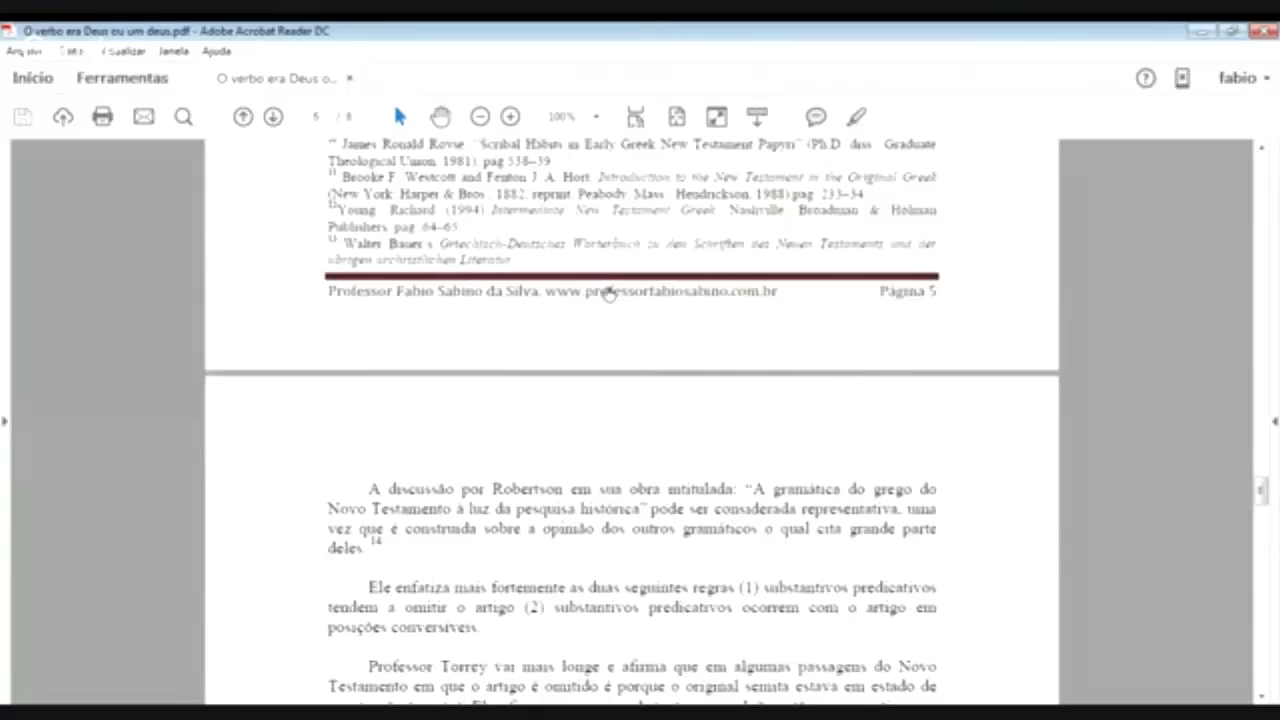 O verbo era Deus ou um deus.pdf - Adobe Acrobat Reader DC
Janela Ajuda
Início Ferramentas O verbo era Deus o... × fabio
6 / 8 100%
James Ronald Royse. "Scribal Habits in Early Greek New Testament Papyri" (Ph.D. diss. Graduate
Theological Union, 1981), pag 538–39
11 Brooke F. Westcott and Fenton J. A. Hort, Introduction to the New Testament in the Original Greek
(New York: Harper & Bros., 1882, reprint, Peabody, Mass.: Hendrickson, 1988) pag. 233–34
12 Young, Richard (1994) Intermediate New Testament Greek Nashville: Broadman & Holman
Publishers. pag. 64–65
13 Walter Bauer's Griechisch-Deutsches Wörterbuch zu den Schriften des Neuen Testaments und der
übrigen urchristlichen Literatur
Professor Fabio Sabino da Silva. www.professorfabiosabino.com.br Página 5
A discussão por Robertson em sua obra intitulada: "A gramática do grego do
Novo Testamento à luz da pesquisa histórica" pode ser considerada representativa, uma
vez que é construída sobre a opinião dos outros gramáticos o qual cita grande parte
deles. 14
Ele enfatiza mais fortemente as duas seguintes regras (1) substantivos predicativos
tendem a omitir o artigo (2) substantivos predicativos ocorrem com o artigo em
posições conversíveis.
Professor Torrey vai mais longe e afirma que em algumas passagens do Novo
Testamento em que o artigo é omitido é porque o original semita estava em estado de